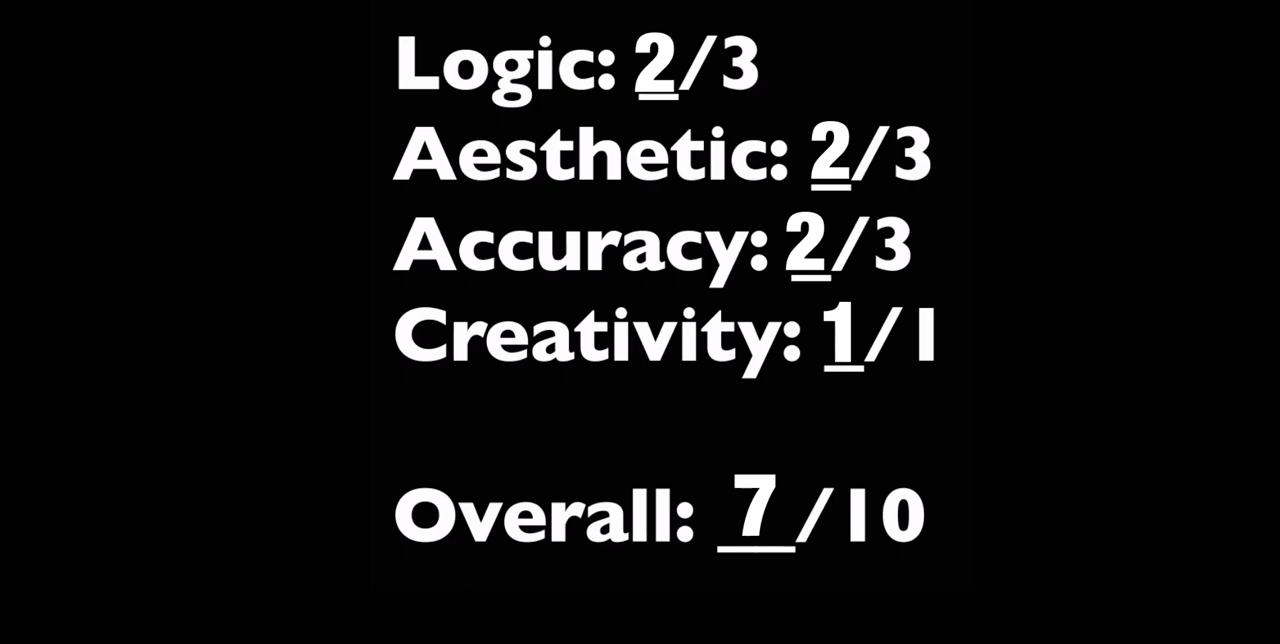 Logic: 2/3
Aesthetic: 2/3
Accuracy: 2/3
Creativity: 1/1
Overall: 7/10